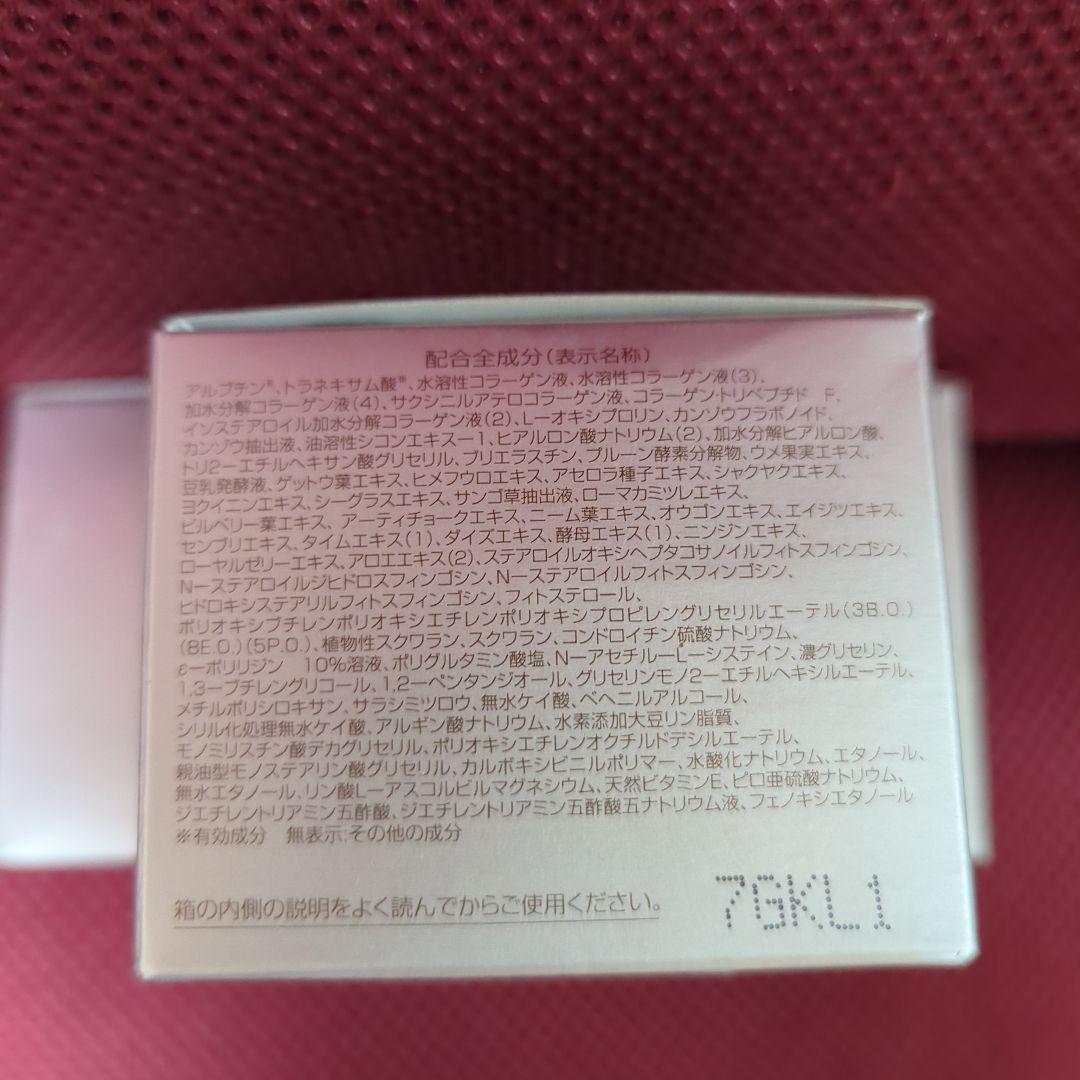 配合全成分(表示名称)
アルブチン※、トラネキサム酸※、水溶性コラーゲン液、水溶性コラーゲン液(3)、
加水分解コラーゲン液(4)、サクシニルアテロコラーゲン液、コラーゲン・トリペプチド F、
イソステアロイル加水分解コラーゲン液(2)、L-オキシプロリン、カンゾウフラボノイド、
カンゾウ抽出液、油溶性シコンエキス-1、ヒアルロン酸ナトリウム(2)、加水分解ヒアルロン酸、
トリ2-エチルヘキサン酸グリセリル、ブリエラスチン、プルーン酵素分解物、ウメ果実エキス、
豆乳発酵液、ゲットウ葉エキス、ヒメフウロエキス、アセロラ種子エキス、シャクヤクエキス、
ヨクイニンエキス、シーグラスエキス、サンゴ草抽出液、ローマカミツレエキス、
ビルベリー葉エキス、アーティチョークエキス、ニーム葉エキス、オウゴンエキス、エイジツエキス、
センブリエキス、タイムエキス(1)、ダイズエキス、酵母エキス(1)、ニンジンエキス、
ローヤルゼリーエキス、アロエエキス(2)、ステアロイルオキシヘプタコサノイルフィトスフィンゴシン、
N-ステアロイルジヒドロスフィンゴシン、N-ステアロイルフィトスフィンゴシン、
ヒドロキシステアリルフィトスフィンゴシン、フィトステロール、
ポリオキシブチレンポリオキシエチレンポリオキシプロピレングリセリルエーテル(3B.O.)
(8E.O.)(5P.O.)、植物性スクワラン、スクワラン、コンドロイチン硫酸ナトリウム、
ε-ポリリジン 10%溶液、ポリグルタミン酸塩、N-アセチル-L-システイン、濃グリセリン、
1,3-ブチレングリコール、1,2-ペンタンジオール、グリセリンモノ2-エチルヘキシルエーテル、
メチルポリシロキサン、サラシミツロウ、無水ケイ酸、ベヘニルアルコール、
シリル化処理無水ケイ酸、アルギン酸ナトリウム、水素添加大豆リン脂質、
モノミリスチン酸デカグリセリル、ポリオキシエチレンオクチルドデシルエーテル、
親油型モノステアリン酸グリセリル、カルボキシビニルポリマー、水酸化ナトリウム、エタノール、
無水エタノール、リン酸L-アスコルビルマグネシウム、天然ビタミンE、ピロ亜硫酸ナトリウム、
ジエチレントリアミン五酢酸、ジエチレントリアミン五酢酸五ナトリウム液、フェノキシエタノール
※有効成分 無表示:その他の成分
箱の内側の説明をよく読んでからご使用ください。
7GKL1